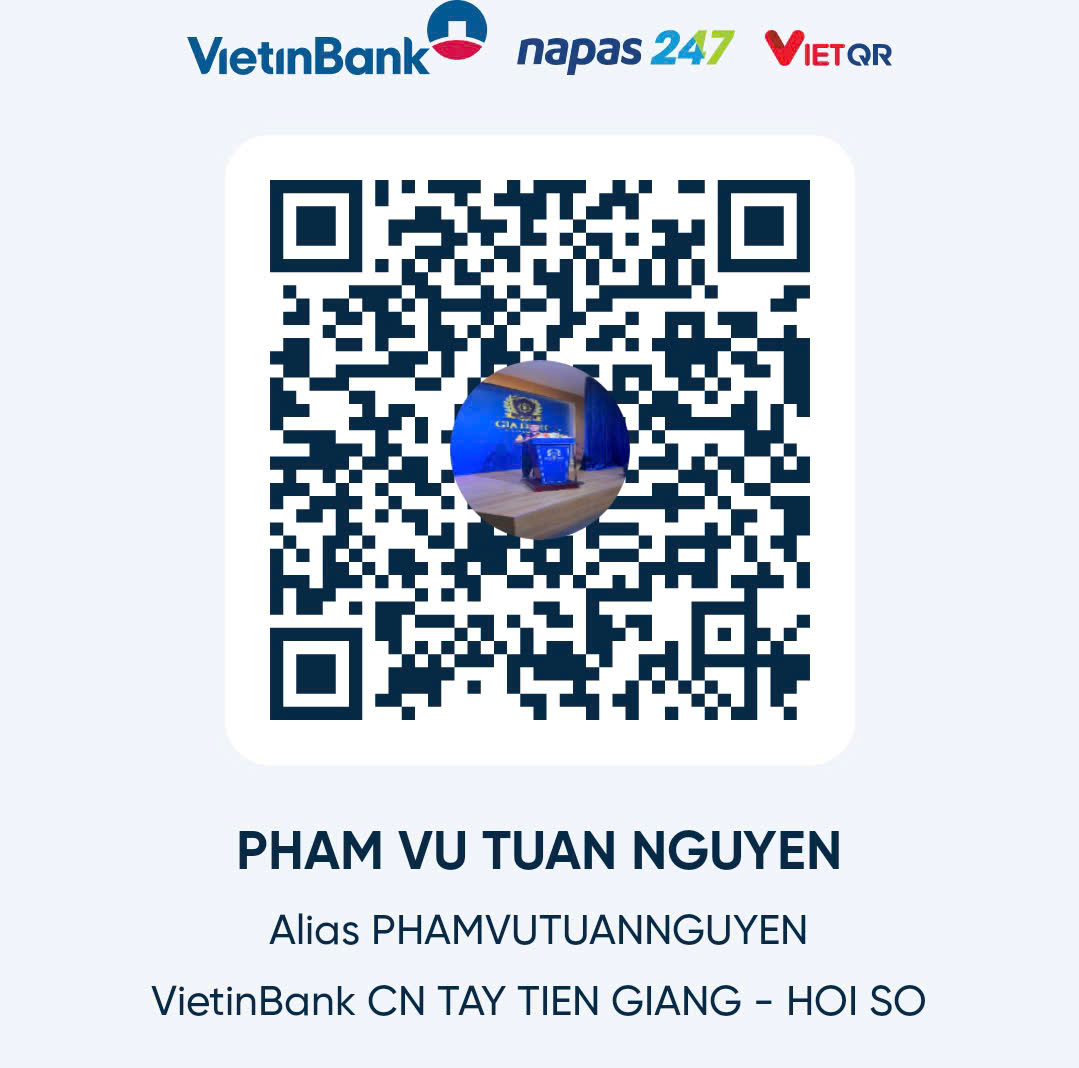 VietinBank napas 247 VIETQR
PHAM VU TUAN NGUYEN
Alias PHAMVUTUANNGUYEN
VietinBank CN TAY TIEN GIANG - HOI SO